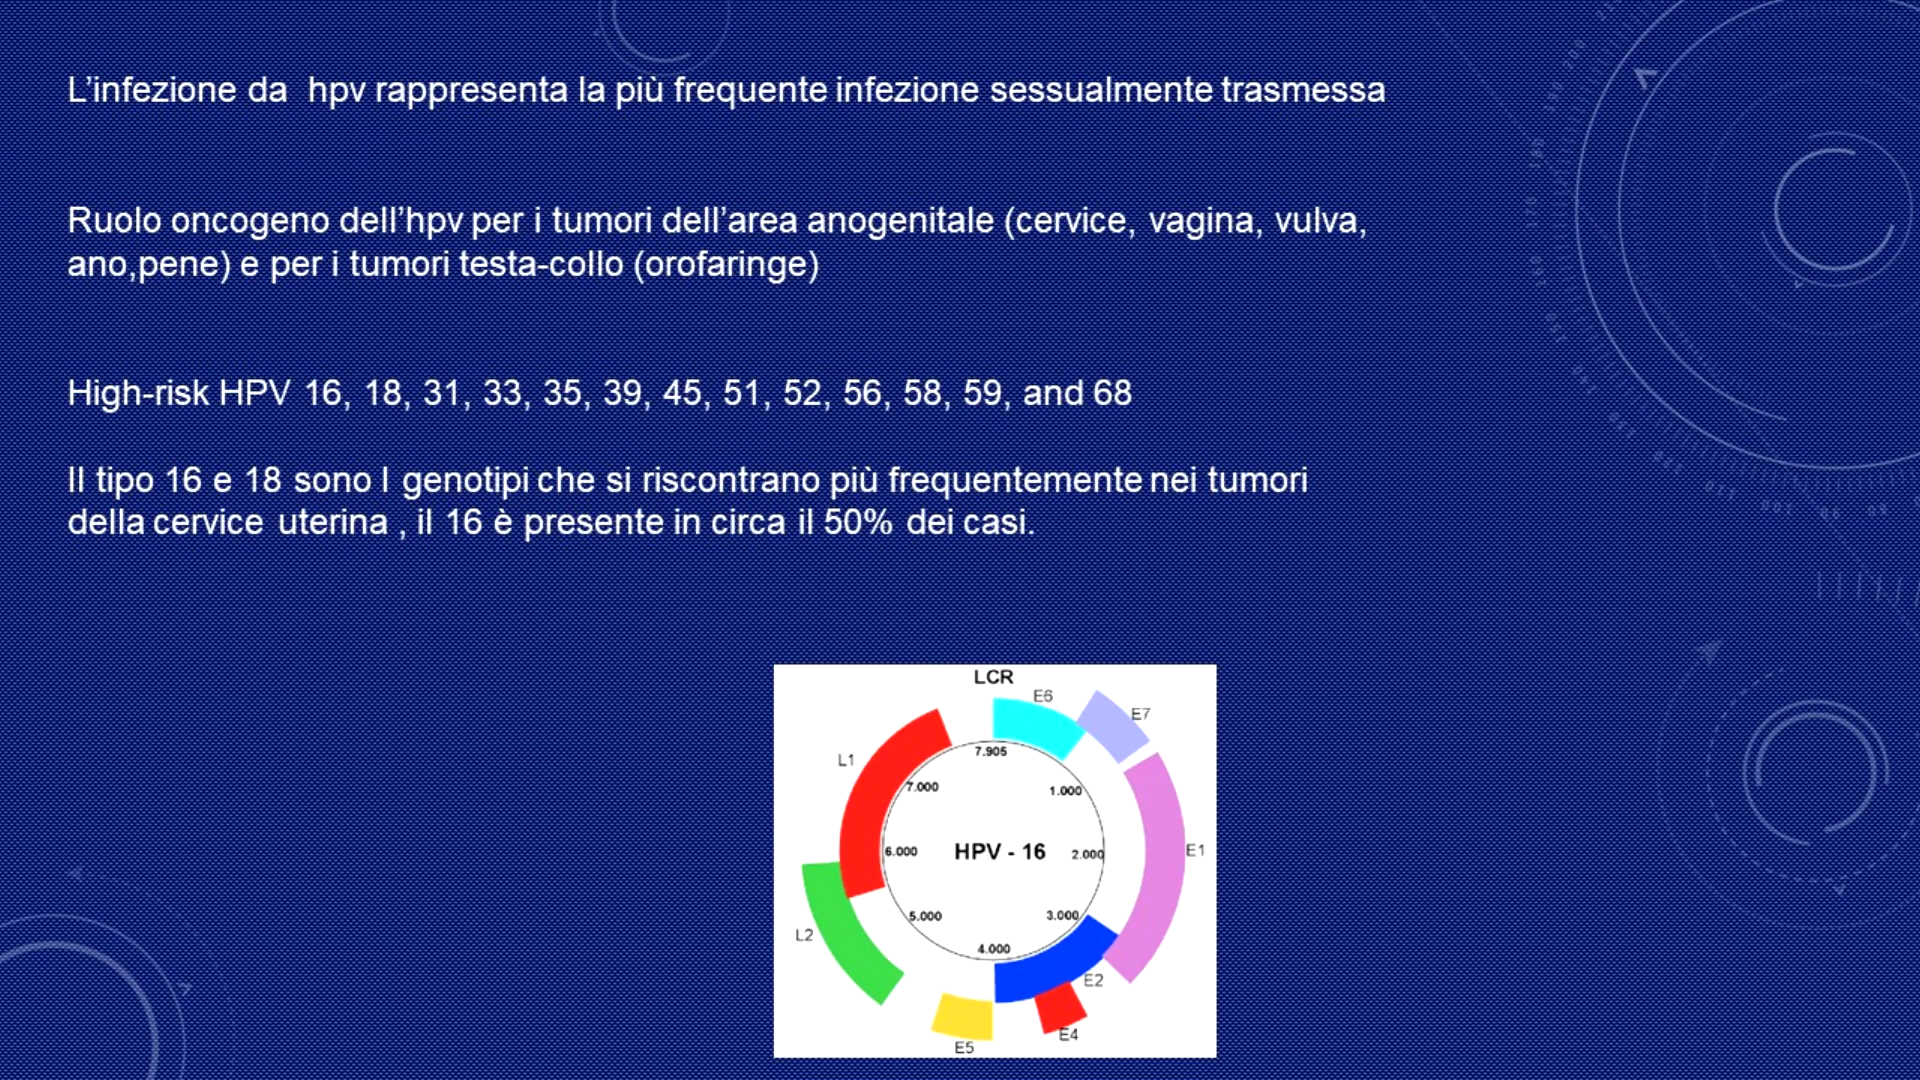 L'infezione da hpv rappresenta la più frequente infezione sessualmente trasmessa
Ruolo oncogeno dell'hpv per i tumori dell'area anogenitale (cervice, vagina, vulva,
ano,pene) e per i tumori testa-collo (orofaringe)
High-risk HPV 16, 18, 31, 33, 35, 39, 45, 51, 52, 56, 58, 59, and 68
Il tipo 16 e 18 sono I genotipi che si riscontrano più frequentemente nei tumori
della cervice uterina , il 16 è presente in circa il 50% dei casi.
LCR
E6
E7
L1
7.905
7.000
1.000
6.000
HPV - 16
2.000
E1
5.000
3.000
L2
4.000
E2
E4
E5